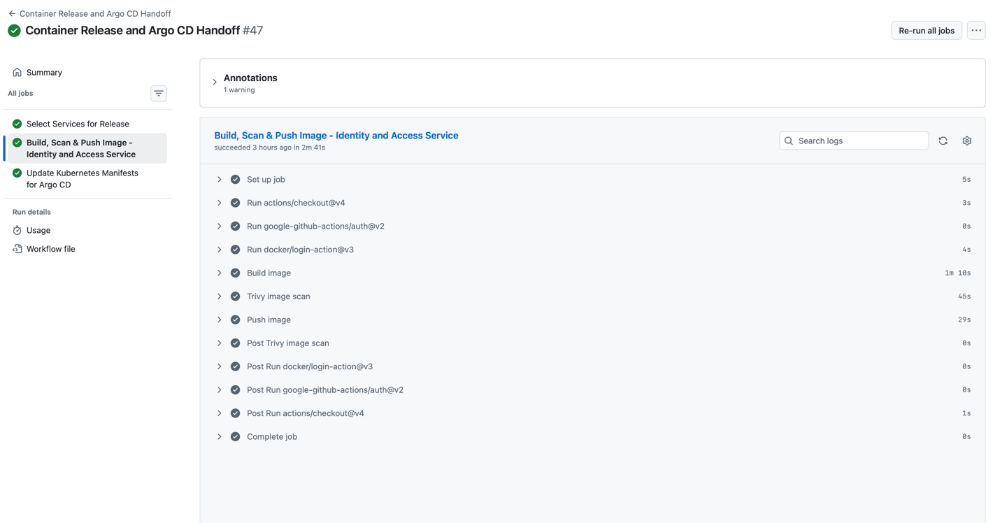 Container Release and Argo CD Handoff
Container Release and Argo CD Handoff #47
Re-run all jobs
Summary
All jobs
Select Services for Release
Build, Scan & Push Image -
Identity and Access Service
Update Kubernetes Manifests
for Argo CD
Run details
Usage
Workflow file
Annotations
1 warning
Build, Scan & Push Image - Identity and Access Service
succeeded 3 hours ago in 2m 41s
Search logs
Set up job 5s
Run actions/checkout@v4 3s
Run google-github-actions/auth@v2 0s
Run docker/login-action@v3 4s
Build image 1m 10s
Trivy image scan 45s
Push image 29s
Post Trivy image scan 0s
Post Run docker/login-action@v3 0s
Post Run google-github-actions/auth@v2 0s
Post Run actions/checkout@v4 1s
Complete job 0s